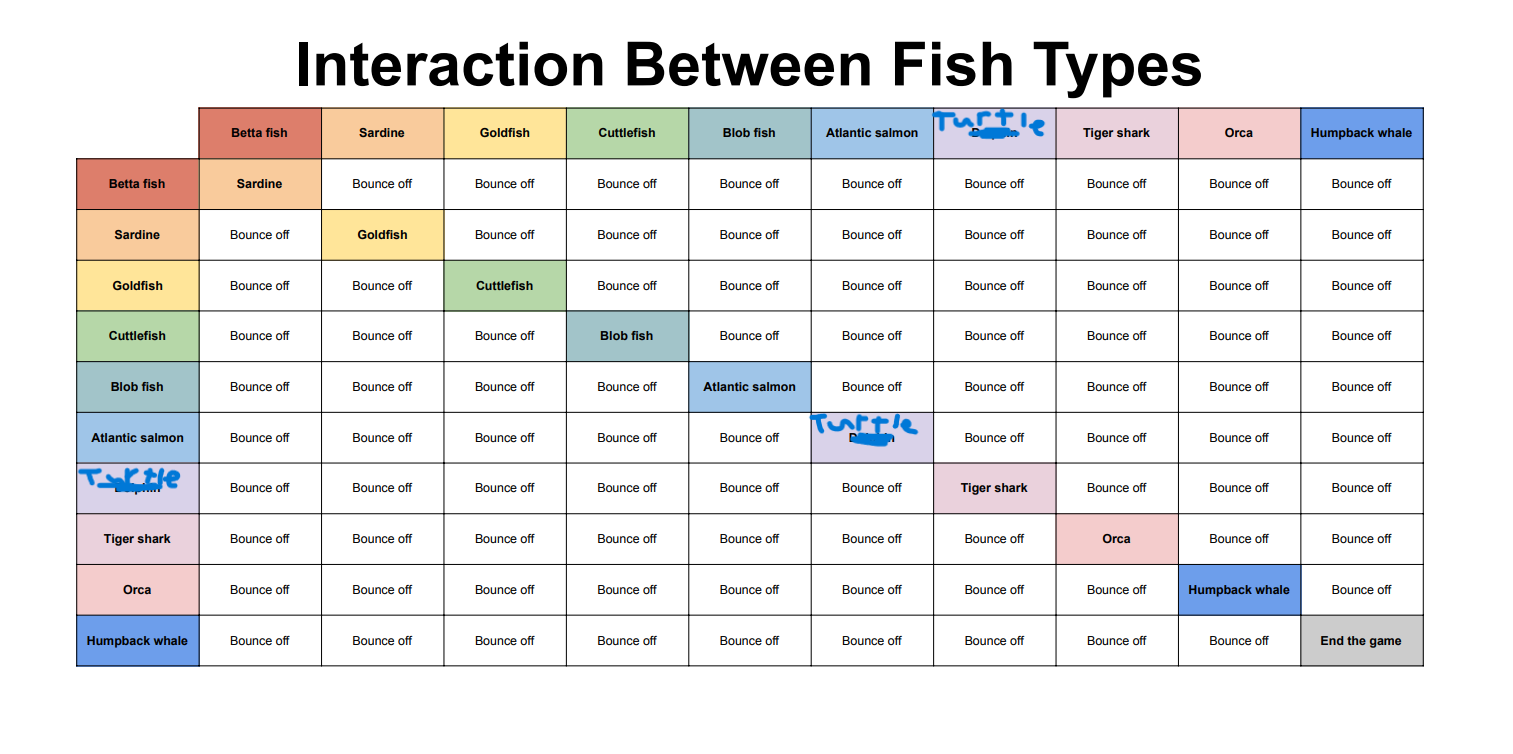 Interaction Between Fish Types
Betta fish Sardine Goldfish Cuttlefish Blob fish Atlantic salmon Turtle Tiger shark Orca Humpback whale
Betta fish Sardine Bounce off Bounce off Bounce off Bounce off Bounce off Bounce off Bounce off Bounce off Bounce off
Sardine Bounce off Goldfish Bounce off Bounce off Bounce off Bounce off Bounce off Bounce off Bounce off Bounce off
Goldfish Bounce off Bounce off Cuttlefish Bounce off Bounce off Bounce off Bounce off Bounce off Bounce off Bounce off
Cuttlefish Bounce off Bounce off Bounce off Blob fish Bounce off Bounce off Bounce off Bounce off Bounce off Bounce off
Blob fish Bounce off Bounce off Bounce off Bounce off Atlantic salmon Bounce off Bounce off Bounce off Bounce off Bounce off
Atlantic salmon Bounce off Bounce off Bounce off Bounce off Bounce off Turtle Bounce off Bounce off Bounce off Bounce off
Turtle Bounce off Bounce off Bounce off Bounce off Bounce off Bounce off Tiger shark Bounce off Bounce off Bounce off
Tiger shark Bounce off Bounce off Bounce off Bounce off Bounce off Bounce off Bounce off Orca Bounce off Bounce off
Orca Bounce off Bounce off Bounce off Bounce off Bounce off Bounce off Bounce off Bounce off Humpback whale Bounce off
Humpback whale Bounce off Bounce off Bounce off Bounce off Bounce off Bounce off Bounce off Bounce off Bounce off End the game